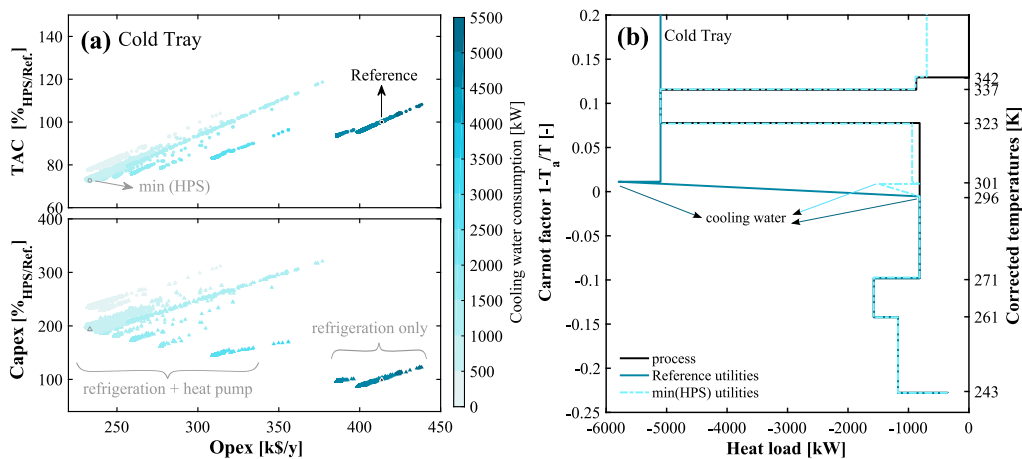 (a) Cold Tray
Reference
min (HPS)
TAC [%HPS/Ref.]
140
120
100
80
60
refrigeration only
refrigeration + heat pump
Capex [%HPS/Ref.]
400
300
200
100
250 300 350 400 450
Opex [k$/y]
5500
5000
4500
4000
3500
3000
2500
2000
1500
1000
500
0
Cooling water consumption [kW]
(b) Cold Tray
cooling water
process
Reference utilities
min(HPS) utilities
Carnot factor 1-Ta/T [-]
0.2
0.15
0.1
0.05
0
-0.05
-0.1
-0.15
-0.2
-0.25
-6000 -5000 -4000 -3000 -2000 -1000 0
Heat load [kW]
342
337
323
301
296
271
261
243
Corrected temperatures [K]